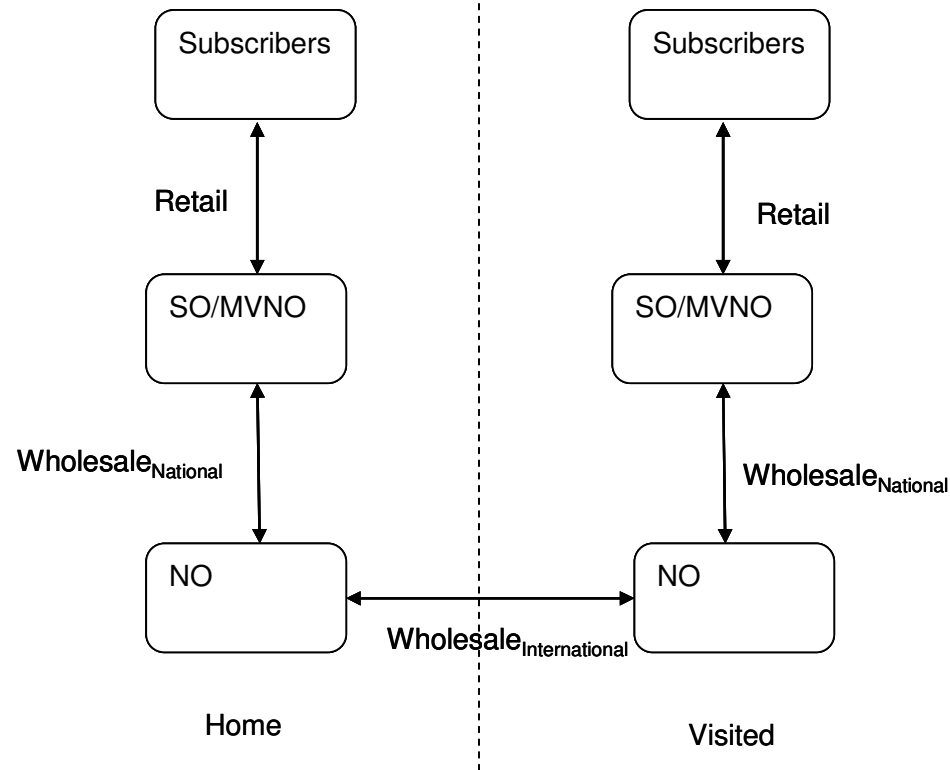 Subscribers
Subscribers
Retail
Retail
SO/MVNO
SO/MVNO
WholesaleNational
WholesaleNational
NO
NO
WholesaleInternational
Home
Visited